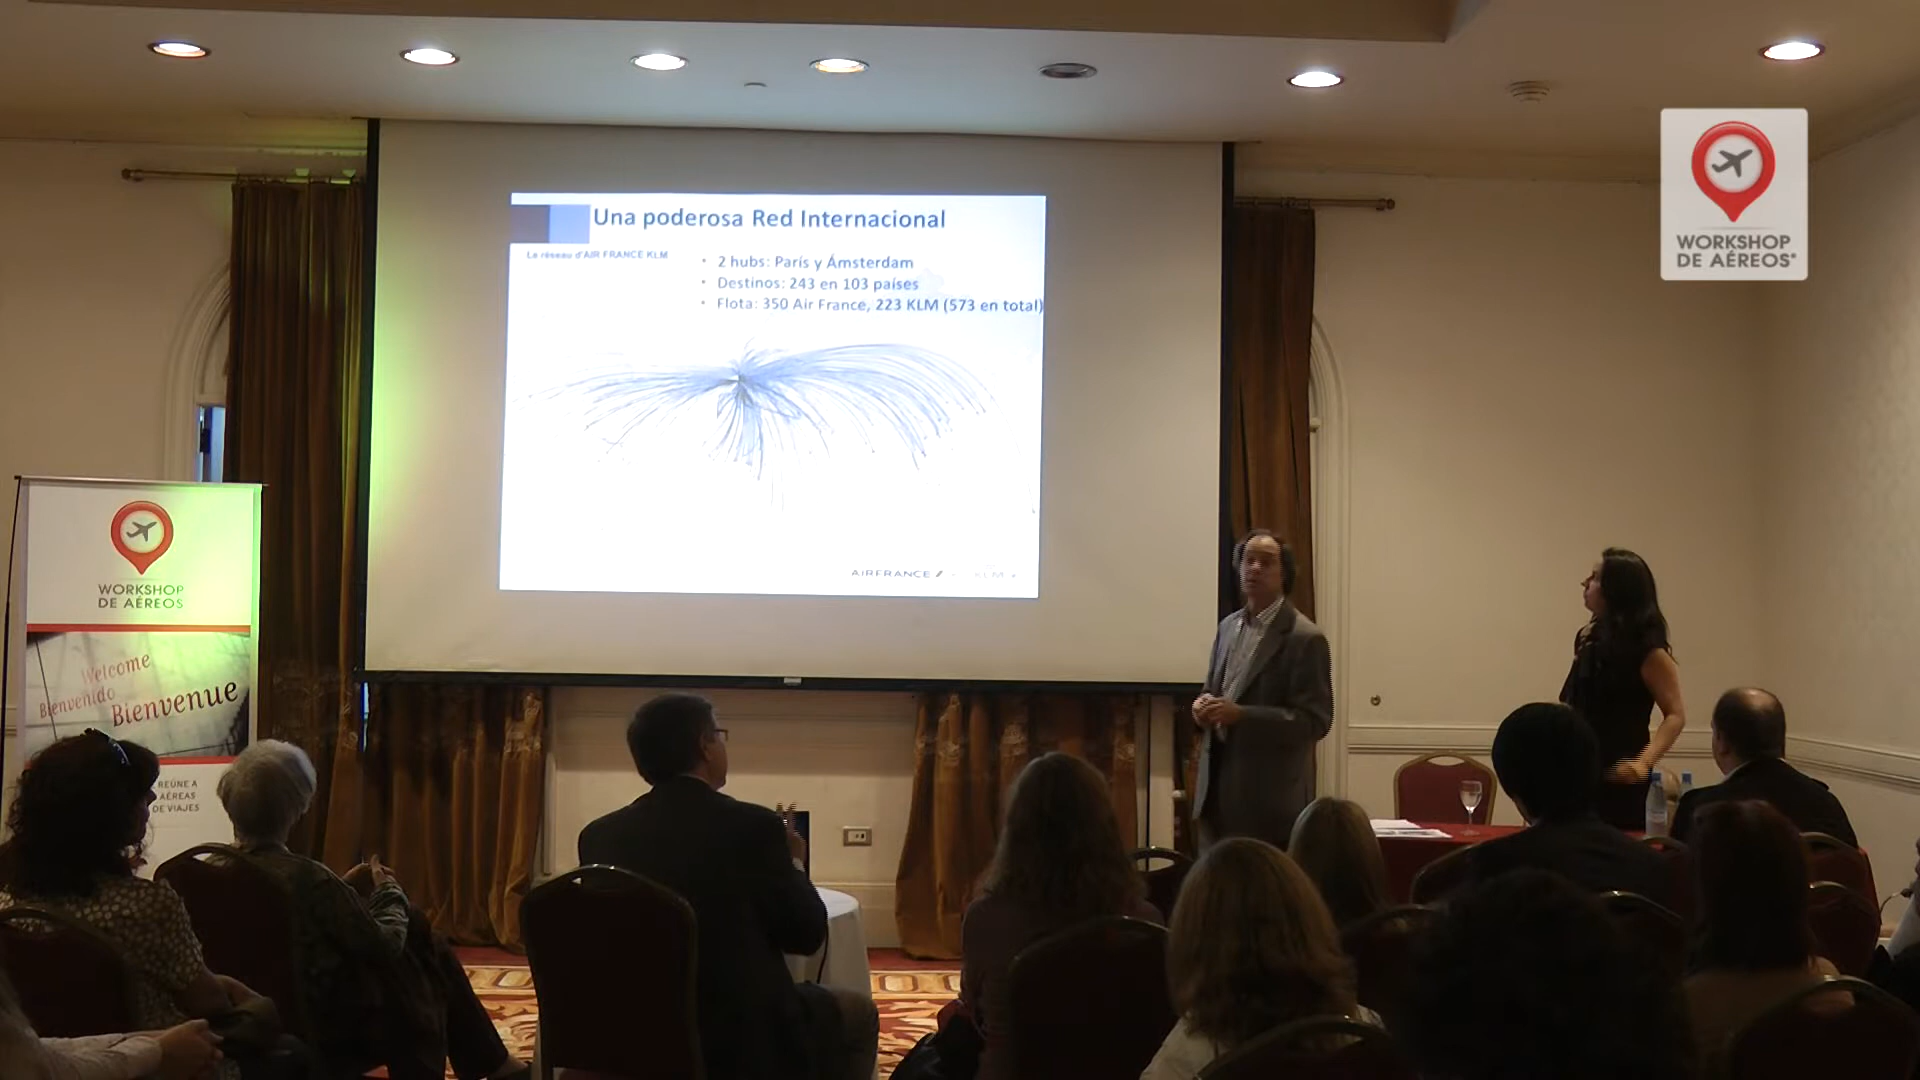 Una poderosa Red Internacional
Le réseau d'AIR FRANCE KLM
• 2 hubs: París y Ámsterdam
• Destinos: 243 en 103 países
• Flota: 350 Air France, 223 KLM (573 en total)
AIRFRANCE KLM
WORKSHOP
DE AÉREOS
WORKSHOP
DE AÉREOS
Welcome
Bienvenido
Bienvenue
REÚNE A
AÉREAS
DE VIAJES